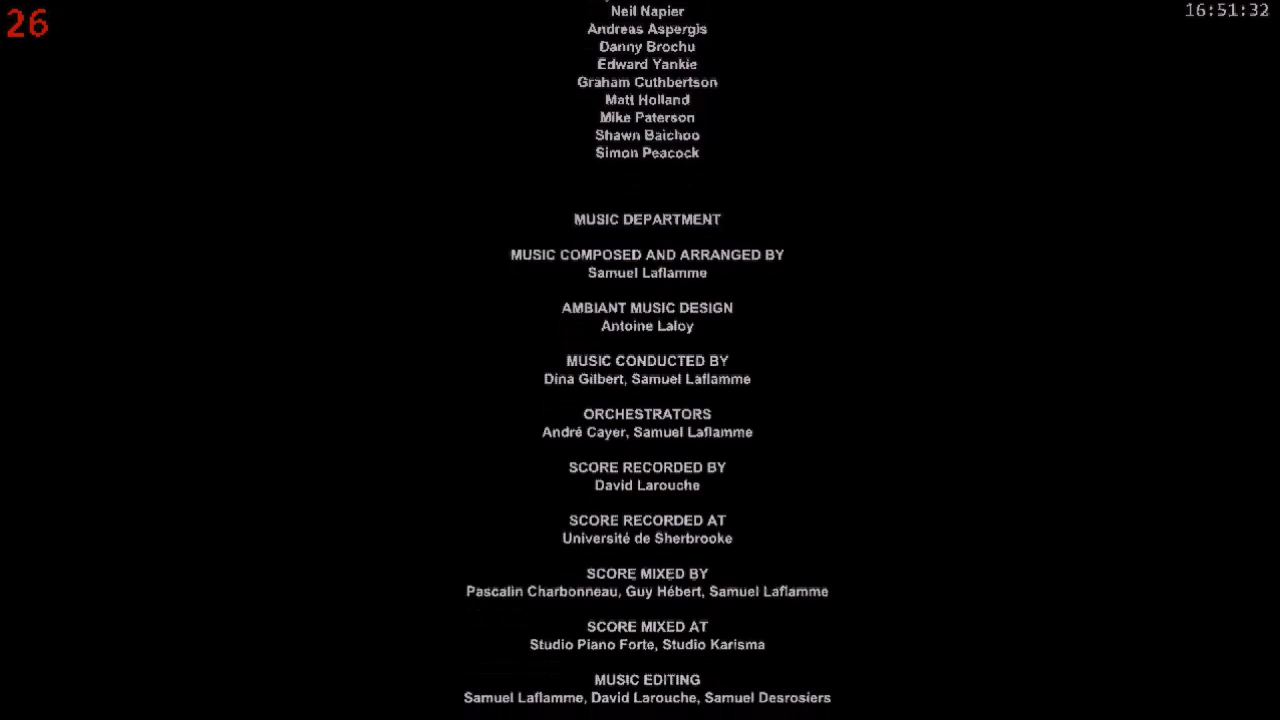 26
16:51:32
Neil Napier
Andreas Aspergis
Danny Brochu
Edward Yankie
Graham Cuthbertson
Matt Holland
Mike Paterson
Shawn Baichoo
Simon Peacock
MUSIC DEPARTMENT
MUSIC COMPOSED AND ARRANGED BY
Samuel Laflamme
AMBIANT MUSIC DESIGN
Antoine Laloy
MUSIC CONDUCTED BY
Dina Gilbert, Samuel Laflamme
ORCHESTRATORS
André Cayer, Samuel Laflamme
SCORE RECORDED BY
David Larouche
SCORE RECORDED AT
Université de Sherbrooke
SCORE MIXED BY
Pascalin Charbonneau, Guy Hébert, Samuel Laflamme
SCORE MIXED AT
Studio Piano Forte, Studio Karisma
MUSIC EDITING
Samuel Laflamme, David Larouche, Samuel Desrosiers